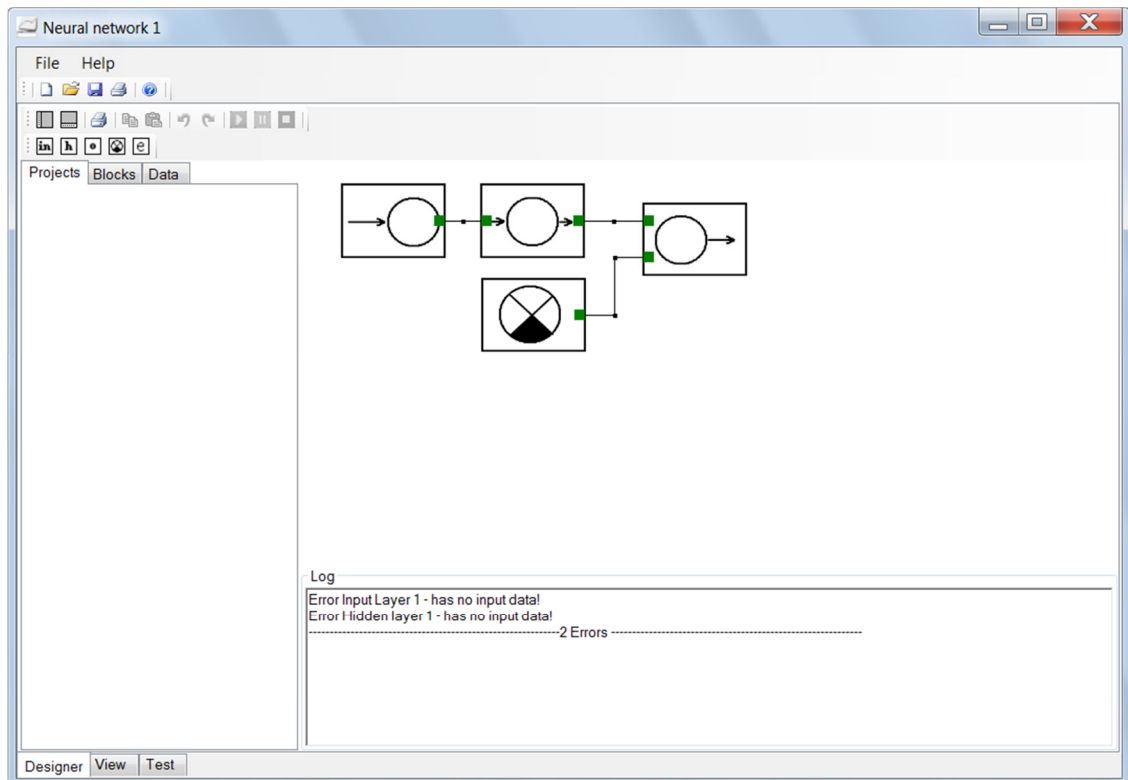 Neural network 1
File Help
in h o e
Projects Blocks Data
Log
Error Input Layer 1 - has no input data!
Error Hidden layer 1 - has no input data!
------------------------------------------------------------2 Errors ------------------------------------------------------------
Designer View Test